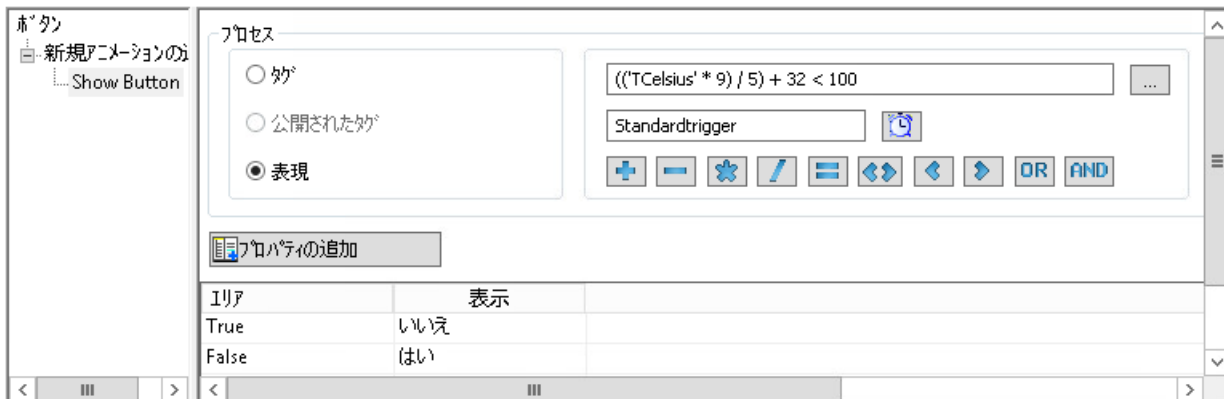 ボタン
新規アニメーションの追
Show Button
プロセス
タグ
公開されたタグ
表現
(('TCelsius' * 9) / 5) + 32 < 100
...
Standardtrigger
OR AND
プロパティの追加
エリア 表示
True いいえ
False はい